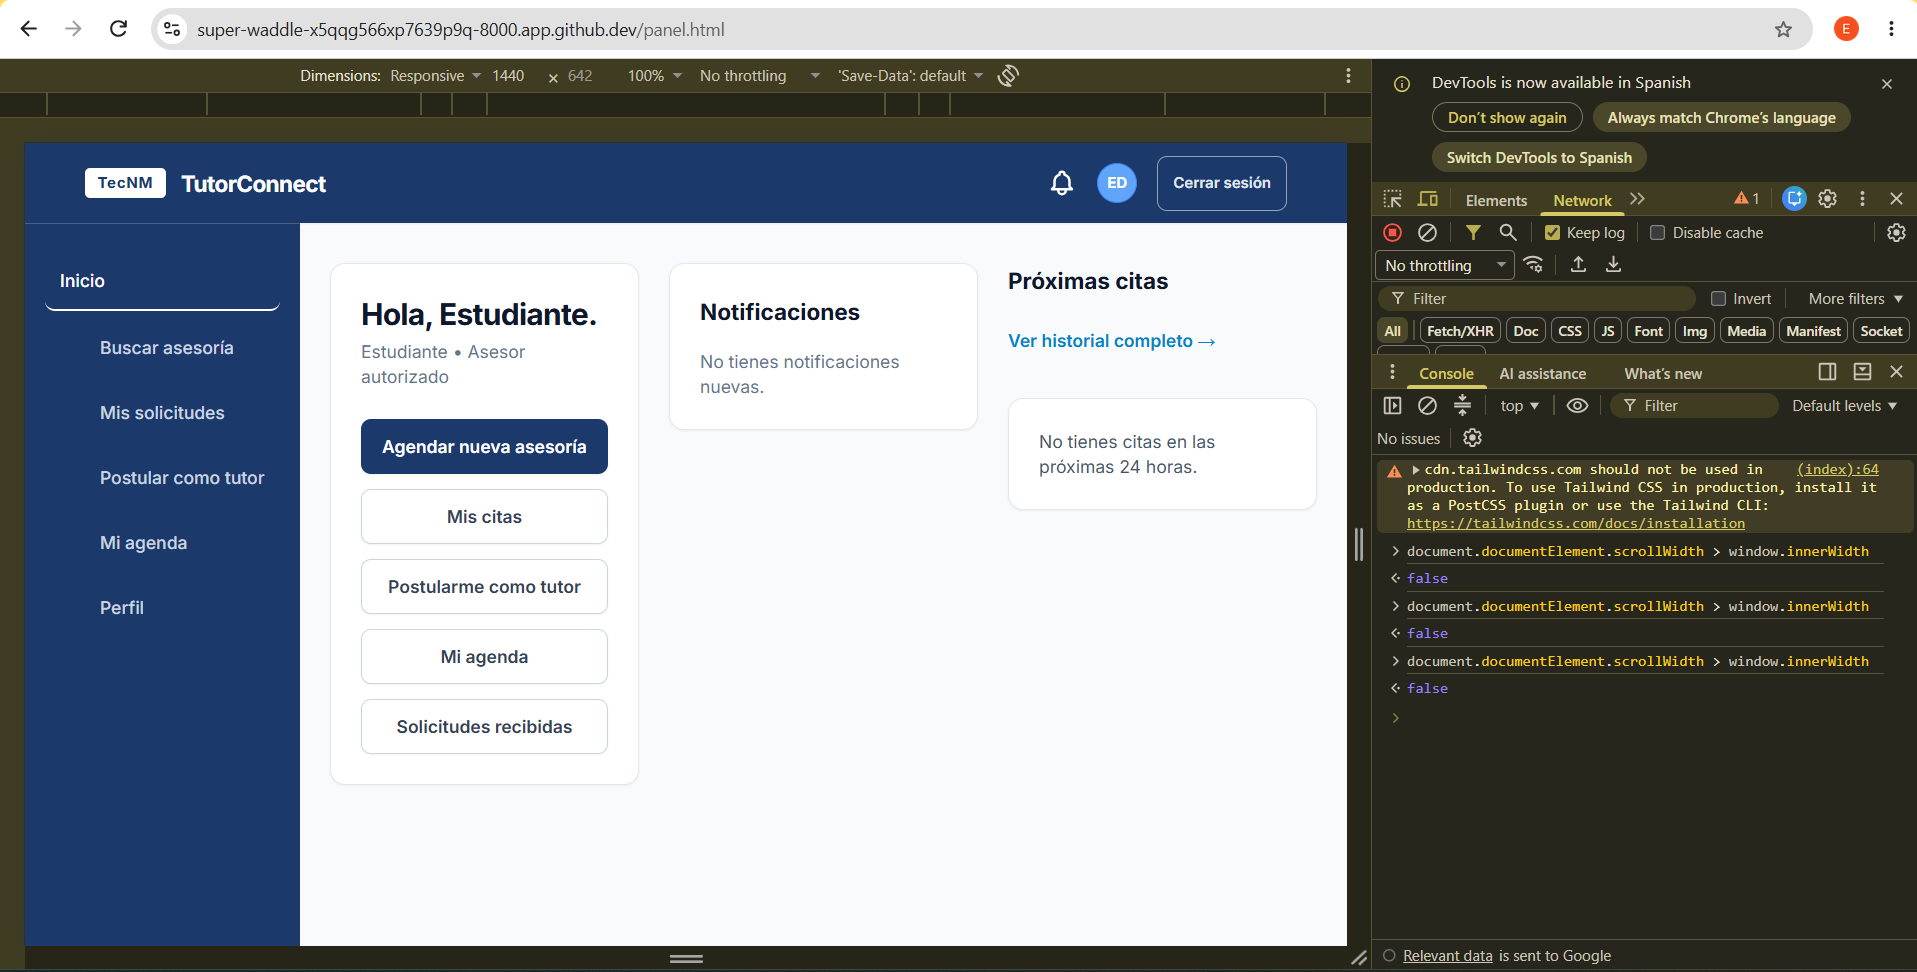 super-waddle-x5qqg566xp7639p9q-8000.app.github.dev/panel.html
E
Dimensions: Responsive 1440 × 642 100% No throttling 'Save-Data': default
TecNM TutorConnect
ED
Cerrar sesión
Inicio
Buscar asesoría
Mis solicitudes
Postular como tutor
Mi agenda
Perfil
Hola, Estudiante.
Estudiante • Asesor
autorizado
Agendar nueva asesoría
Mis citas
Postularme como tutor
Mi agenda
Solicitudes recibidas
Notificaciones
No tienes notificaciones
nuevas.
Próximas citas
Ver historial completo →
No tienes citas en las
próximas 24 horas.
DevTools is now available in Spanish
Don't show again
Always match Chrome's language
Switch DevTools to Spanish
Elements Network 1
Keep log Disable cache
No throttling
Filter Invert More filters
All Fetch/XHR Doc CSS JS Font Img Media Manifest Socket
Console AI assistance What's new
top Filter Default levels
No issues
cdn.tailwindcss.com should not be used in (index):64
production. To use Tailwind CSS in production, install it
as a PostCSS plugin or use the Tailwind CLI:
https://tailwindcss.com/docs/installation
document.documentElement.scrollWidth > window.innerWidth
false
document.documentElement.scrollWidth > window.innerWidth
false
document.documentElement.scrollWidth > window.innerWidth
false
Relevant data is sent to Google